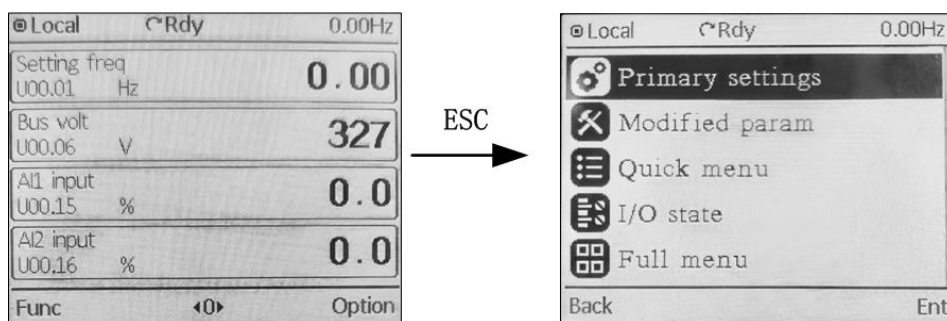 Local Rdy 0.00Hz
Setting freq
U00.01 Hz 0.00
Bus volt
U00.06 V 327
AI1 input
U00.15 % 0.0
AI2 input
U00.16 % 0.0
Func 0 Option
ESC
Local Rdy 0.00Hz
Primary settings
Modified param
Quick menu
I/O state
Full menu
Back Ent